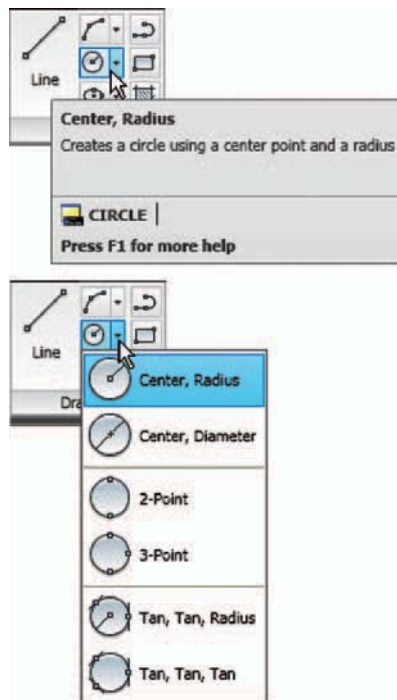 Line
Center, Radius
Creates a circle using a center point and a radius
CIRCLE
Press F1 for more help
Line
Dra
Center, Radius
Center, Diameter
2-Point
3-Point
Tan, Tan, Radius
Tan, Tan, Tan